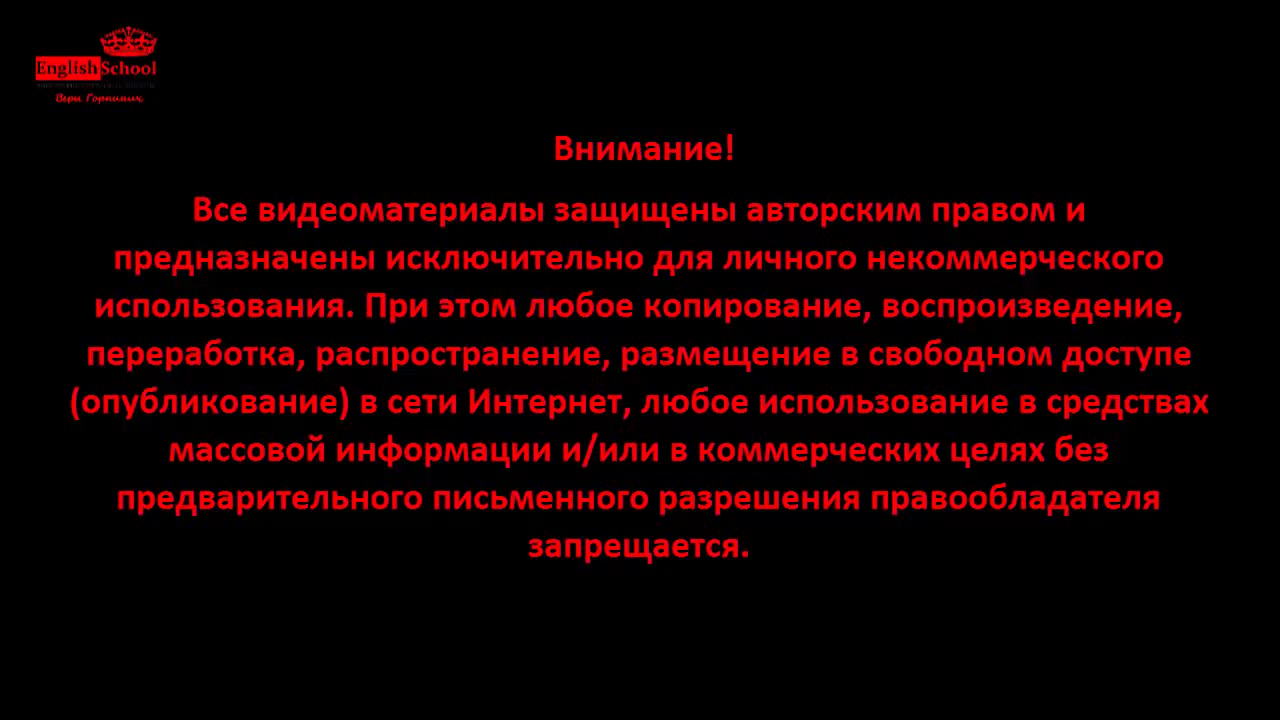 EnglishSchool
Веры Горпинич
Внимание!
Все видеоматериалы защищены авторским правом и
предназначены исключительно для личного некоммерческого
использования. При этом любое копирование, воспроизведение,
переработка, распространение, размещение в свободном доступе
(опубликование) в сети Интернет, любое использование в средствах
массовой информации и/или в коммерческих целях без
предварительного письменного разрешения правообладателя
запрещается.